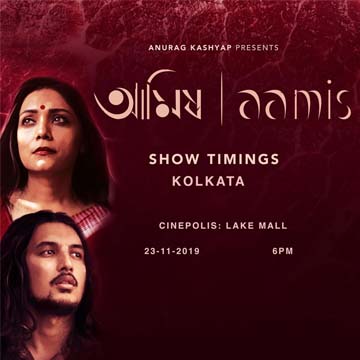 ANURAG KASHYAP PRESENTS
আমিষ | aamis
SHOW TIMINGS
KOLKATA
CINEPOLIS: LAKE MALL
23-11-2019 6PM